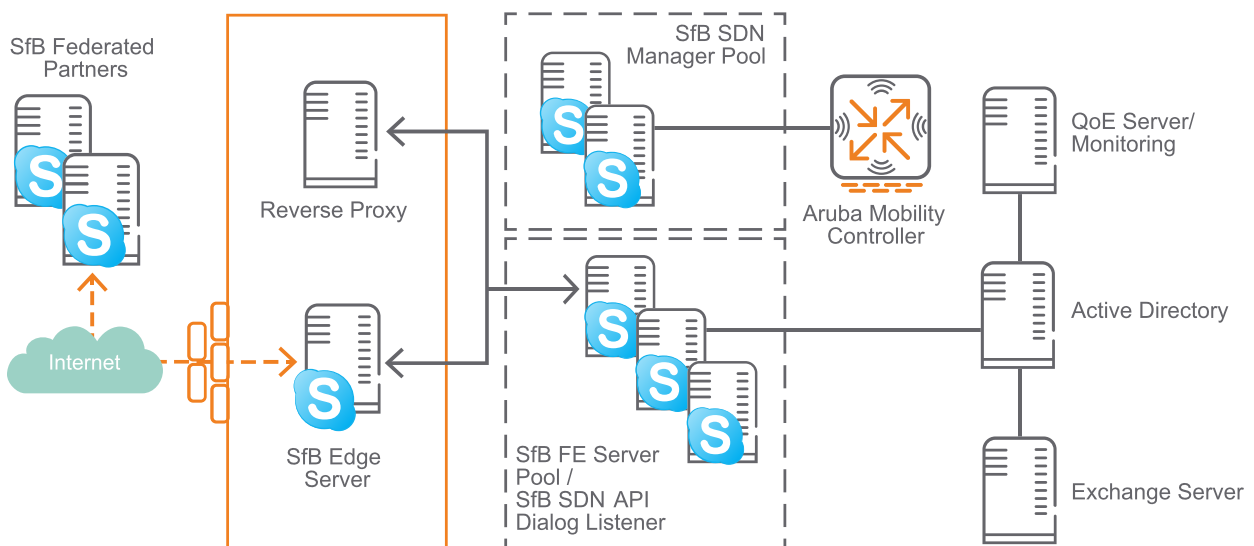 SfB Federated
Partners
Internet
Reverse Proxy
SfB Edge
Server
SfB SDN
Manager Pool
SfB FE Server
Pool /
SfB SDN API
Dialog Listener
Aruba Mobility
Controller
QoE Server/
Monitoring
Active Directory
Exchange Server
S
S
S
S
S
S
S
S